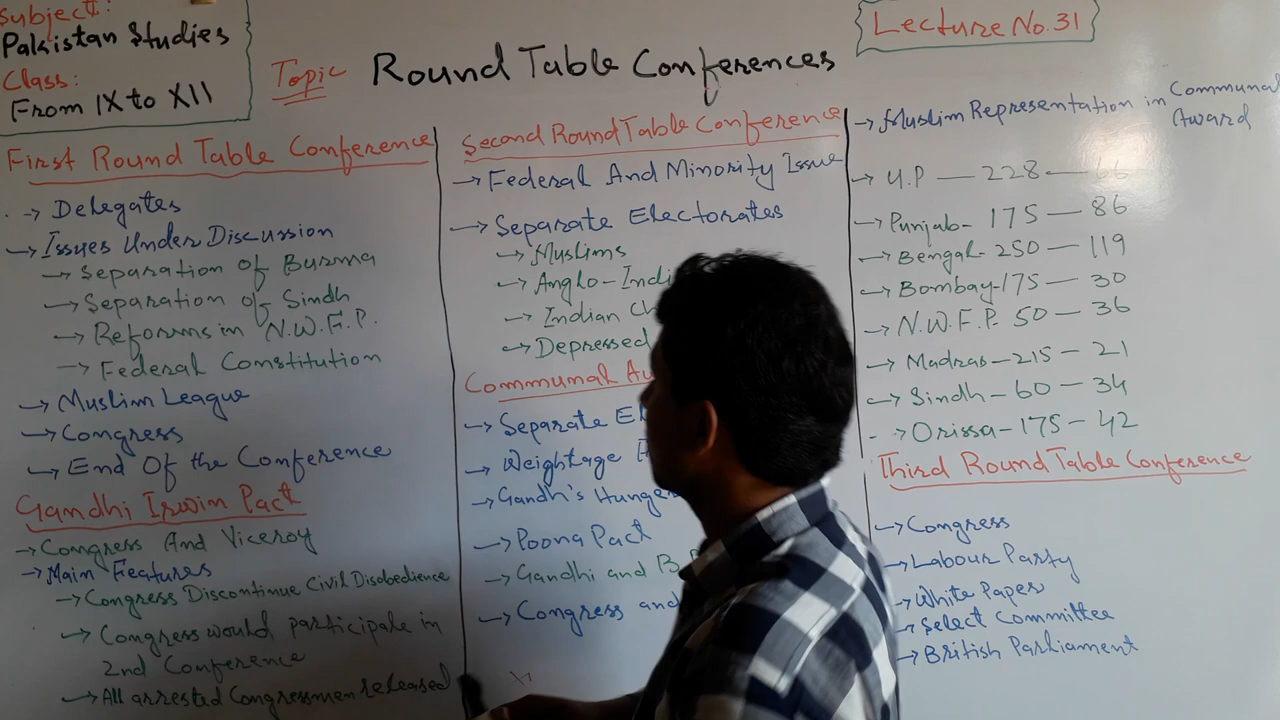 Subject:
Pakistan Studies
Class:
From IX to XII
Topic Round Table Conferences
Lecture No. 31
First Round Table Conference
→ Delegates
→ Issues Under Discussion
→ Separation of Burma
→ Separation of Sindh
→ Reforms in N.W.F.P.
→ Federal Constitution
→ Muslim League
→ Congress
→ End Of the Conference
Gandhi Irwin Pact
→ Congress And Viceroy
→ Main Features
→ Congress Discontinue Civil Disobedience
→ Congress would participate in
2nd Conference
→ All arrested Congressmen released
Second Round Table Conference
→ Federal And Minority Issue
→ Separate Electorates
→ Muslims
→ Anglo-Indi
→ Indian Ch
→ Depressed
Communal
→ Separate El
→ Weightage
→ Gandh's Hunger
→ Poona Pact
→ Gandhi and B
→ Congress and
→ Muslim Representation in Communal
Award
→ U.P — 228 — 66
→ Punjab - 175 — 86
→ Bengal - 250 — 119
→ Bombay - 175 — 30
→ N.W.F.P. 50 — 36
→ Madras — 215 — 21
→ Sindh — 60 — 34
→ Orissa — 175 — 42
Third Round Table Conference
→ Congress
→ Labour Party
→ White Paper
→ Select Committee
→ British Parliament